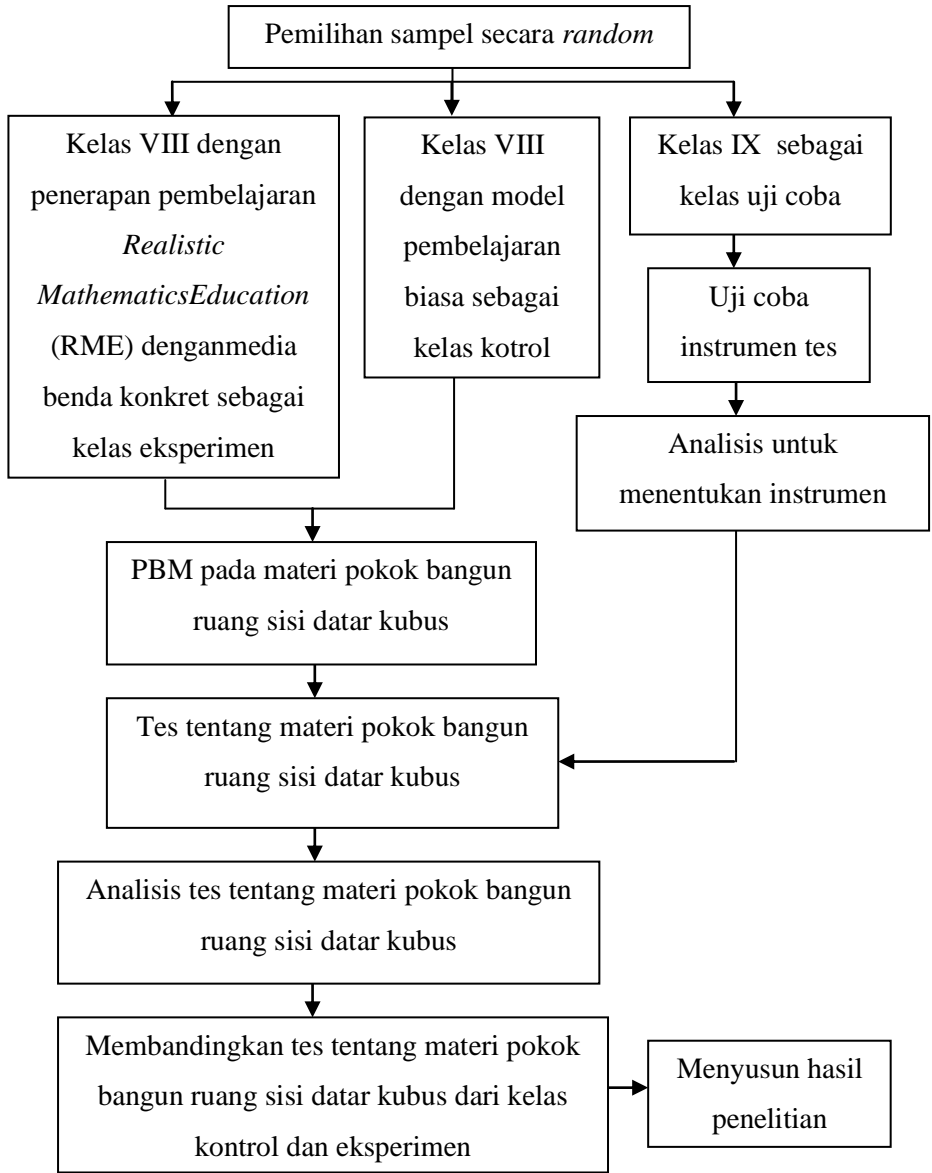 Pemilihan sampel secara random
Kelas VIII dengan
penerapan pembelajaran
Realistic
MathematicsEducation
(RME) denganmedia
benda konkret sebagai
kelas eksperimen
Kelas VIII
dengan model
pembelajaran
biasa sebagai
kelas kotrol
Kelas IX  sebagai
kelas uji coba
Uji coba
instrumen tes
Analisis untuk
menentukan instrumen
PBM pada materi pokok bangun
ruang sisi datar kubus
Tes tentang materi pokok bangun
ruang sisi datar kubus
Analisis tes tentang materi pokok bangun
ruang sisi datar kubus
Membandingkan tes tentang materi pokok
bangun ruang sisi datar kubus dari kelas
kontrol dan eksperimen
Menyusun hasil
penelitian